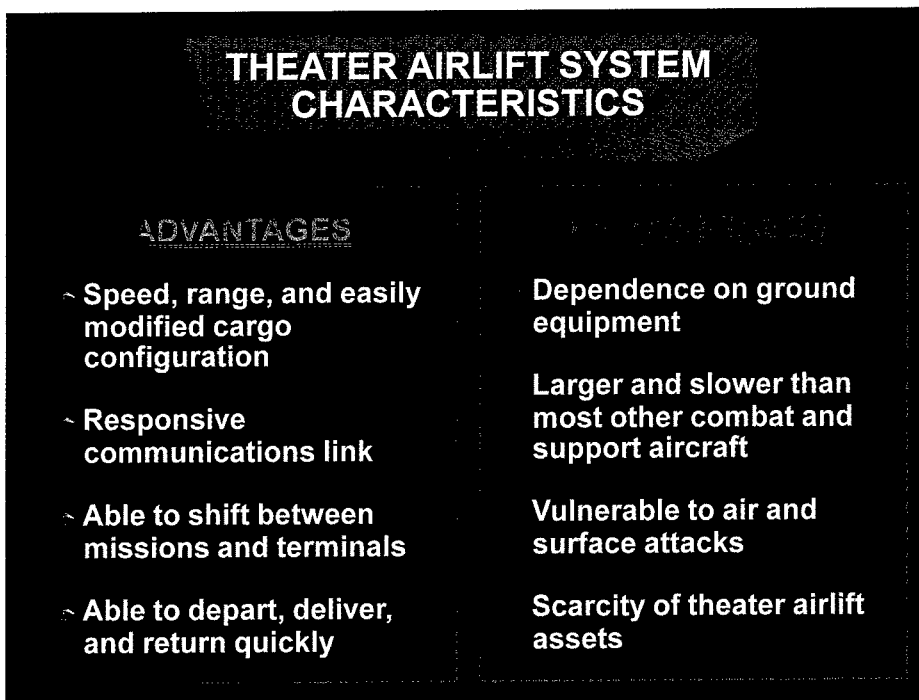 THEATER AIRLIFT SYSTEM
CHARACTERISTICS
ADVANTAGES
Speed, range, and easily
modified cargo
configuration
Responsive
communications link
Able to shift between
missions and terminals
Able to depart, deliver,
and return quickly
Dependence on ground
equipment
Larger and slower than
most other combat and
support aircraft
Vulnerable to air and
surface attacks
Scarcity of theater airlift
assets